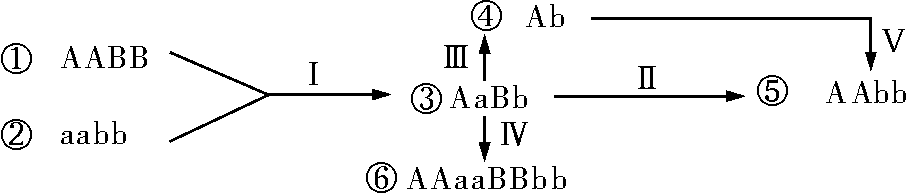 ④ Ab
① AABB
Ⅰ
Ⅲ
Ⅱ
Ⅴ
③ AaBb
⑤ AAbb
② aabb
Ⅳ
⑥ AAaaBBbb